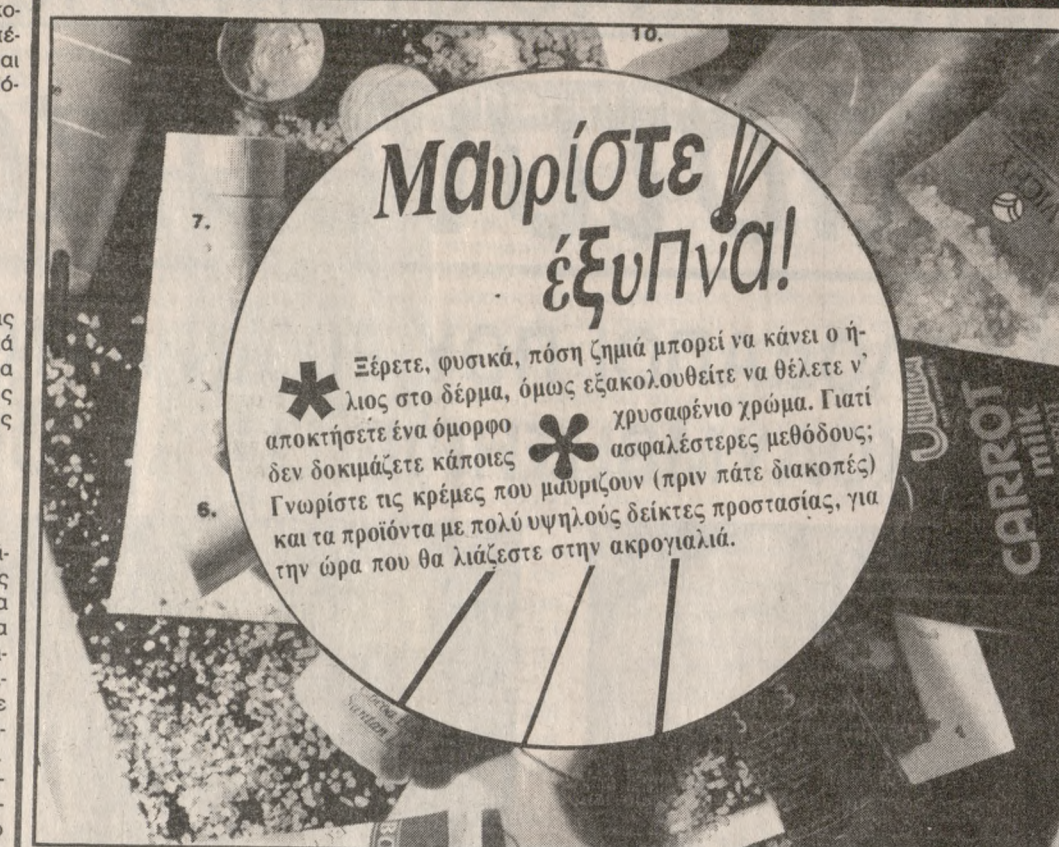 10.
Μαυρίστε
έξυπνα!
7.
VICHY
Ξέρετε, φυσικά, πόση ζημιά μπορεί να κάνει ο ή-
λιος στο δέρμα, όμως εξακολουθείτε να θέλετε ν'
αποκτήσετε ένα όμορφο χρυσαφένιο χρώμα. Γιατί
δεν δοκιμάζετε κάποιες ασφαλέστερες μεθόδους;
Γνωρίστε τις κρέμες που μαυρίζουν (πριν πάτε διακοπές)
και τα προϊόντα με πολύ υψηλούς δείκτες προστασίας, για
την ώρα που θα λιάζεστε στην ακρογιαλιά.
6.
CARROT
milk
Suntan